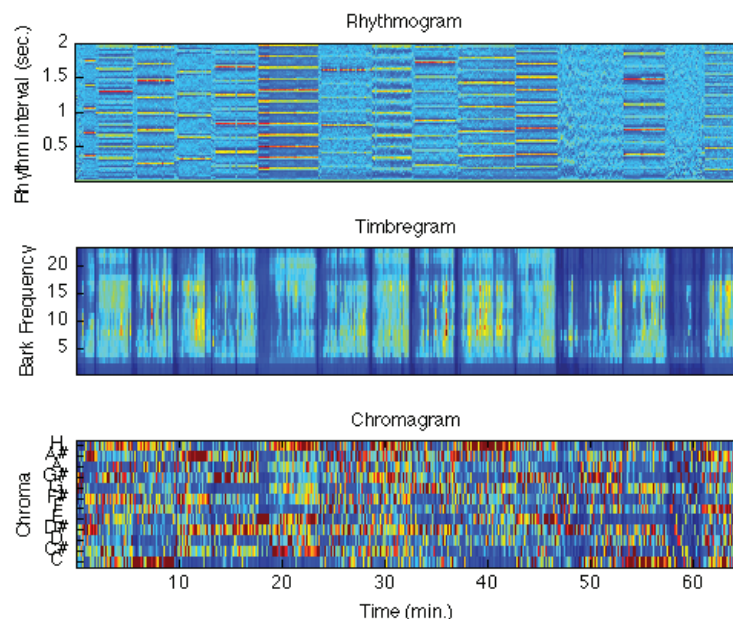 Rhythmogram
Rhythm interval (sec.)
2
1.5
1
0.5
Timbregram
Bark Frequency
20
15
10
5
Chromagram
Chroma
H
A#
A
G#
G
F#
F
E
D#
D
C#
C
10
20
30
40
50
60
Time (min.)